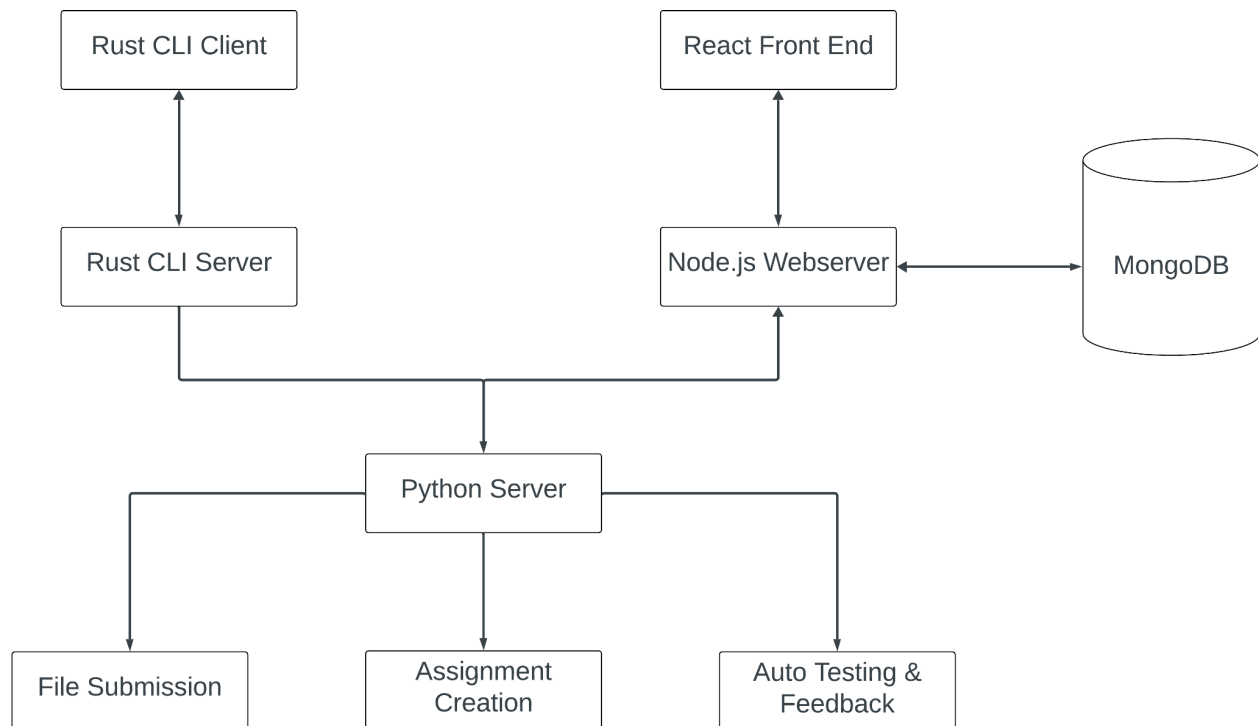 Rust CLI Client
React Front End
Rust CLI Server
Node.js Webserver
MongoDB
Python Server
File Submission
Assignment
Creation
Auto Testing &
Feedback